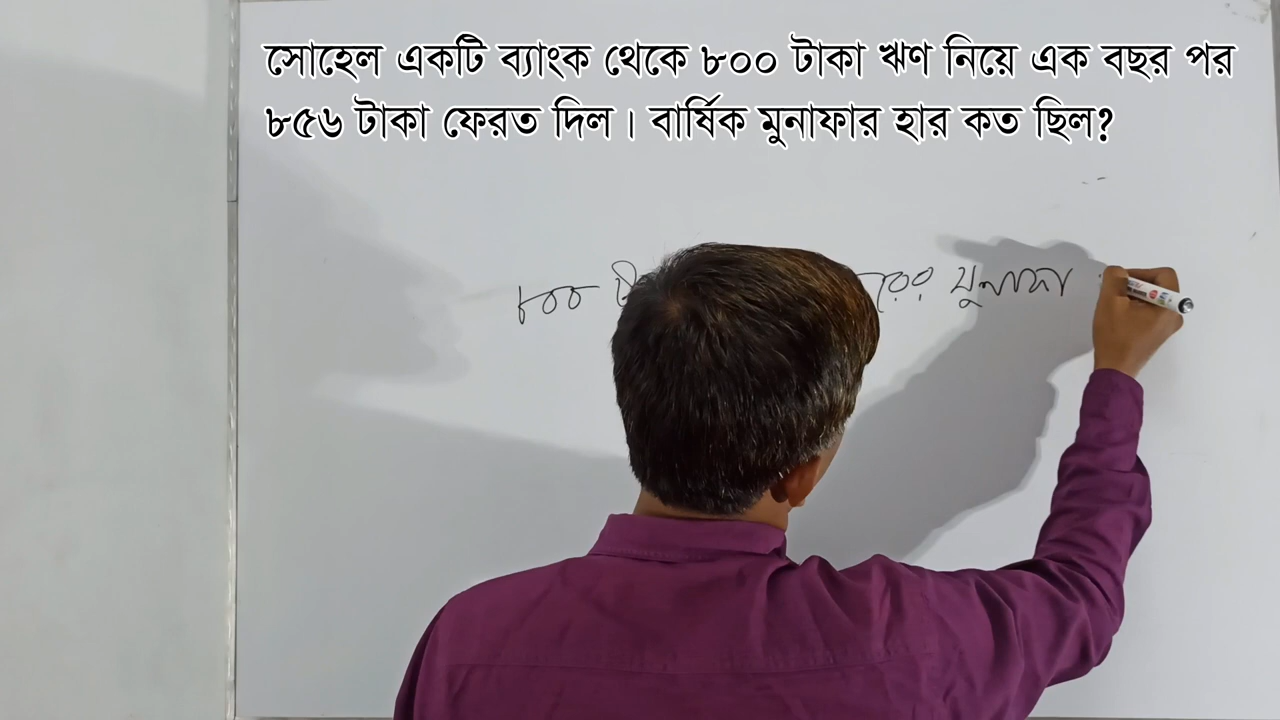 সোহেল একটি ব্যাংক থেকে ৮০০ টাকা ঋণ নিয়ে এক বছর পর
৮৫৬ টাকা ফেরত দিল। বার্ষিক মুনাফার হার কত ছিল?
৮০০ মুনাফা